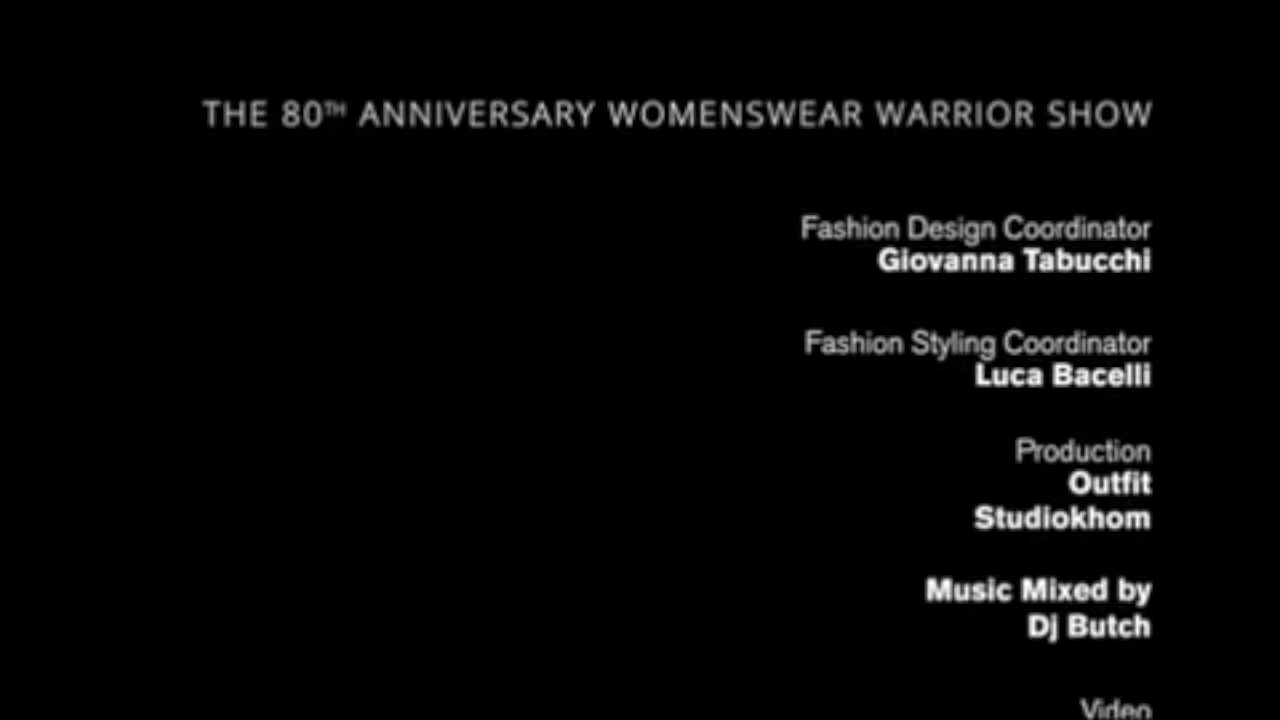 THE 80TH ANNIVERSARY WOMENSWEAR WARRIOR SHOW
Fashion Design Coordinator
Giovanna Tabucchi
Fashion Styling Coordinator
Luca Bacelli
Production
Outfit
Studiokhom
Music Mixed by
Dj Butch
Video